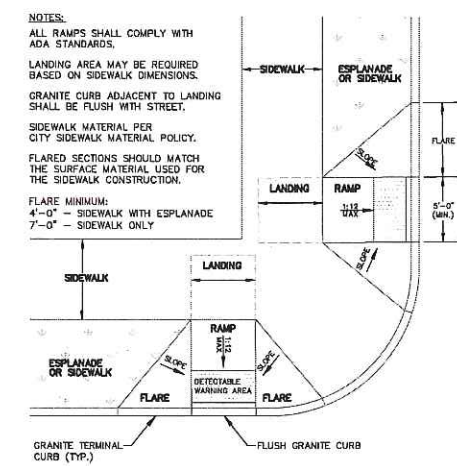 NOTES:
ALL RAMPS SHALL COMPLY WITH
ADA STANDARDS.
LANDING AREA MAY BE REQUIRED
BASED ON SIDEWALK DIMENSIONS.
GRANITE CURB ADJACENT TO LANDING
SHALL BE FLUSH WITH STREET.
SIDEWALK MATERIAL PER
CITY SIDEWALK MATERIAL POLICY.
FLARED SECTIONS SHOULD MATCH
THE SURFACE MATERIAL USED FOR
THE SIDEWALK CONSTRUCTION.
FLARE MINIMUM:
4'-0" – SIDEWALK WITH ESPLANADE
7'-0" – SIDEWALK ONLY
SIDEWALK
ESPLANADE
OR SIDEWALK
SLOPE
FLARE
LANDING
RAMP
1:12
MAX
5'-0"
(MIN.)
SLOPE
SIDEWALK
LANDING
RAMP
1:12
MAX
ESPLANADE
OR SIDEWALK
SLOPE
SLOPE
DETECTABLE
WARNING AREA
FLARE
FLARE
GRANITE TERMINAL
CURB (TYP.)
FLUSH GRANITE CURB